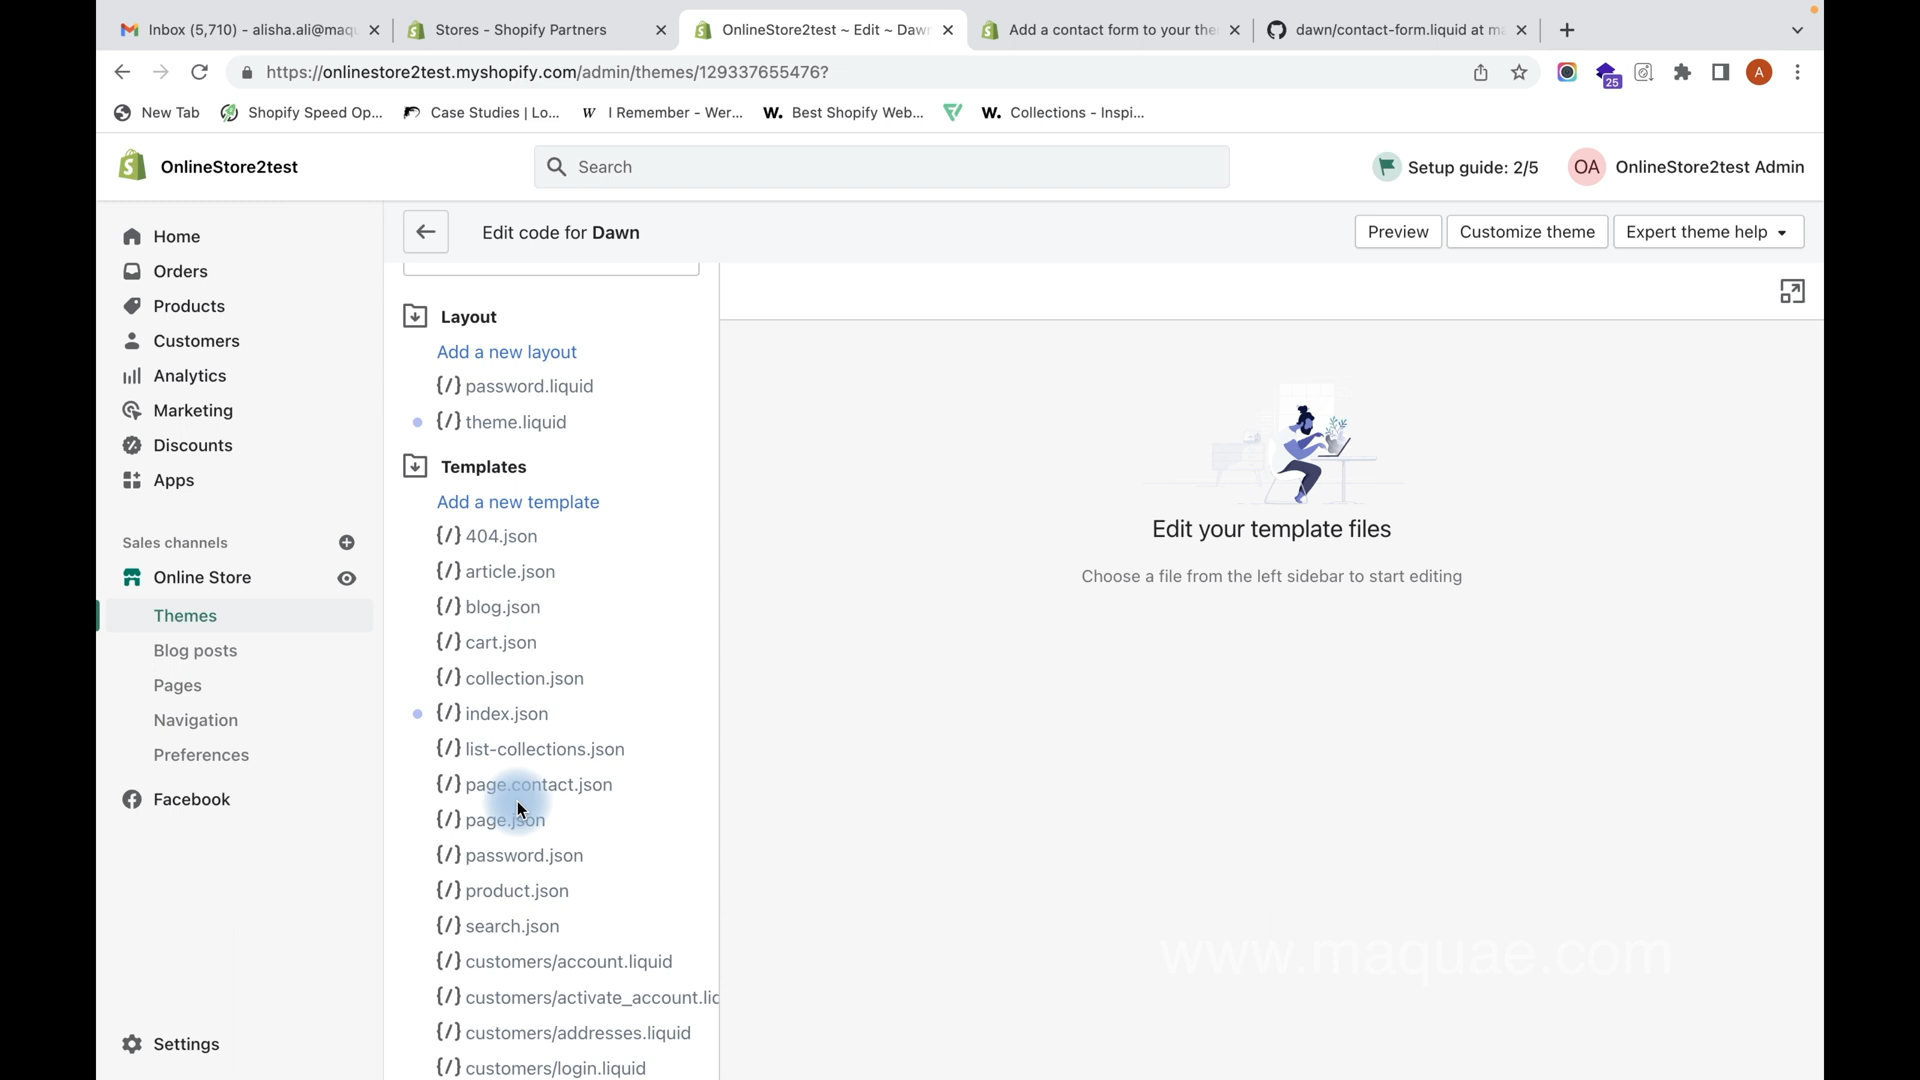 Inbox (5,710) - alisha.ali@maqu
Stores - Shopify Partners
OnlineStore2test ~ Edit ~ Dawn
Add a contact form to your the
dawn/contact-form.liquid at ma
https://onlinestore2test.myshopify.com/admin/themes/129337655476?
25
A
New Tab
Shopify Speed Op...
Case Studies | Lo...
W I Remember - Wer...
W. Best Shopify Web...
W. Collections - Inspi...
OnlineStore2test
Search
Setup guide: 2/5
OA OnlineStore2test Admin
Home
Orders
Products
Customers
Analytics
Marketing
Discounts
Apps
Sales channels
Online Store
Themes
Blog posts
Pages
Navigation
Preferences
Facebook
Settings
Edit code for Dawn
Preview
Customize theme
Expert theme help
Layout
Add a new layout
{/} password.liquid
{/} theme.liquid
Templates
Add a new template
{/} 404.json
{/} article.json
{/} blog.json
{/} cart.json
{/} collection.json
{/} index.json
{/} list-collections.json
{/} page.contact.json
{/} page.json
{/} password.json
{/} product.json
{/} search.json
{/} customers/account.liquid
{/} customers/activate_account.lic
{/} customers/addresses.liquid
{/} customers/login.liquid
Edit your template files
Choose a file from the left sidebar to start editing
www.maquae.com